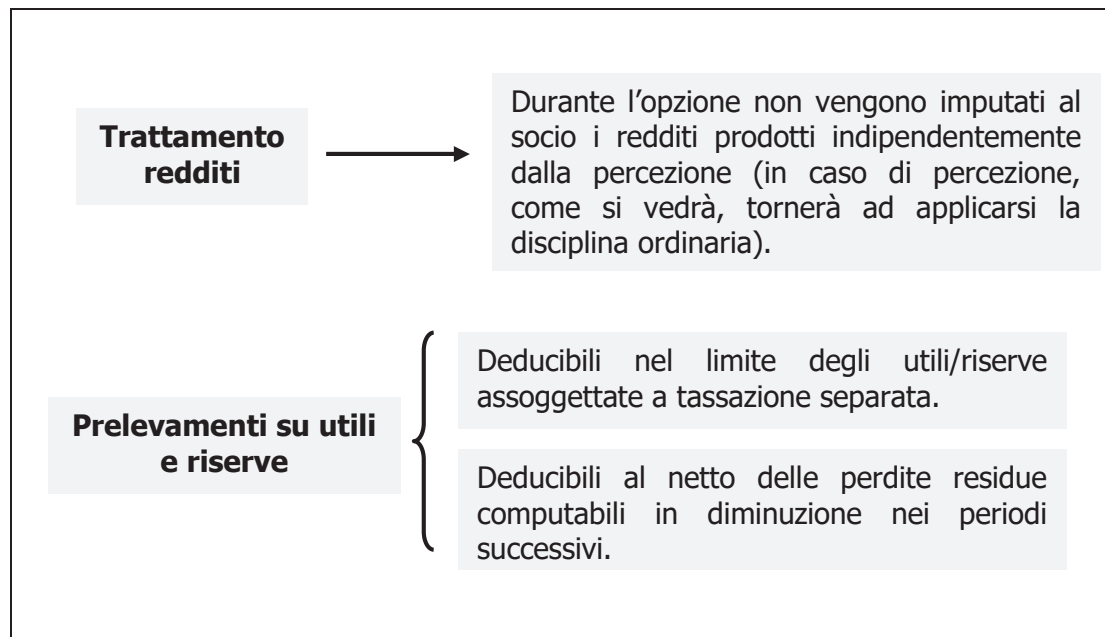 Trattamento
redditi
Durante l’opzione non vengono imputati al
socio i redditi prodotti indipendentemente
dalla percezione (in caso di percezione,
come si vedrà, tornerà ad applicarsi la
disciplina ordinaria).
Prelevamenti su utili
e riserve
Deducibili nel limite degli utili/riserve
assoggettate a tassazione separata.
Deducibili al netto delle perdite residue
computabili in diminuzione nei periodi
successivi.